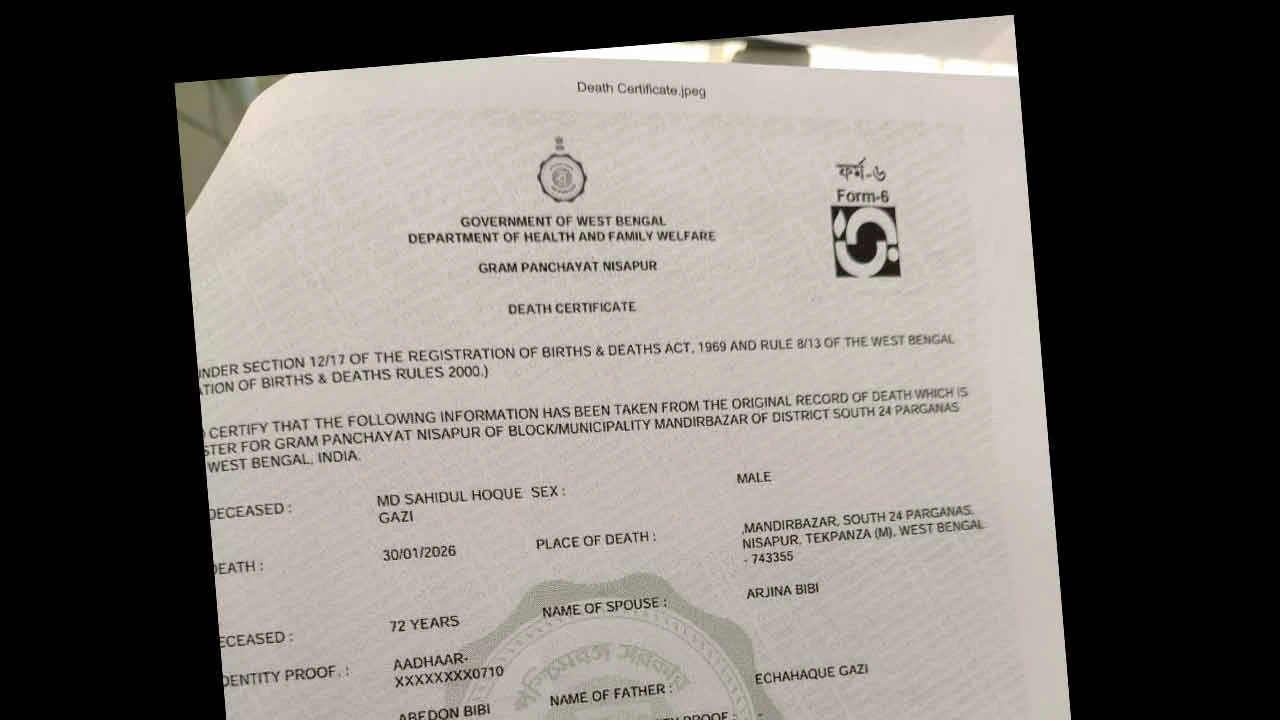 Death Certificate.jpeg
ফর্ম-৬
Form-6
GOVERNMENT OF WEST BENGAL
DEPARTMENT OF HEALTH AND FAMILY WELFARE
GRAM PANCHAYAT NISAPUR
DEATH CERTIFICATE
UNDER SECTION 12/17 OF THE REGISTRATION OF BIRTHS & DEATHS ACT, 1969 AND RULE 8/13 OF THE WEST BENGAL
ATION OF BIRTHS & DEATHS RULES 2000.)
CERTIFY THAT THE FOLLOWING INFORMATION HAS BEEN TAKEN FROM THE ORIGINAL RECORD OF DEATH WHICH IS
STER FOR GRAM PANCHAYAT NISAPUR OF BLOCK/MUNICIPALITY MANDIRBAZAR OF DISTRICT SOUTH 24 PARGANAS
WEST BENGAL, INDIA.
DECEASED : MD SAHIDUL HOQUE SEX : MALE
GAZI
DEATH : 30/01/2026 PLACE OF DEATH : ,MANDIRBAZAR, SOUTH 24 PARGANAS,
NISAPUR, TEKPANZA (M), WEST BENGAL
- 743355
ECEASED : 72 YEARS NAME OF SPOUSE : ARJINA BIBI
DENTITY PROOF. : AADHAAR-
XXXXXXXX0710
পশ্চিমবঙ্গ সরকার
ABEDON BIBI NAME OF FATHER : ECHAHAQUE GAZI
PROOF : -